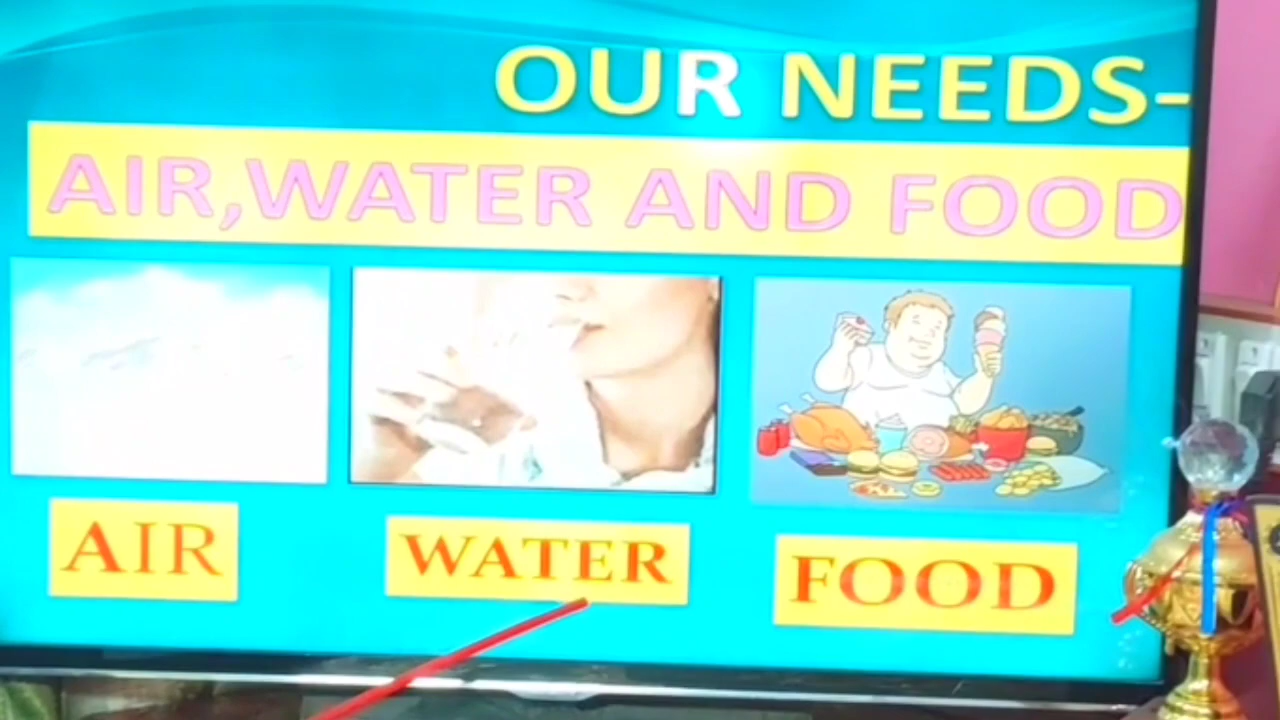 OUR NEEDS-
AIR,WATER AND FOOD
AIR
WATER
FOOD